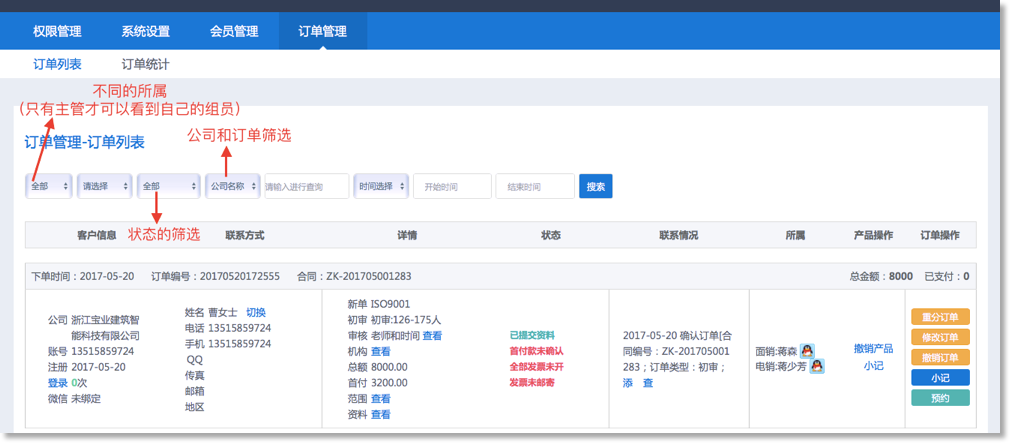 权限管理 系统设置 会员管理 订单管理
订单列表 订单统计
不同的所属
(只有主管才可以看到自己的组员)
订单管理-订单列表
公司和订单筛选
全部 请选择 全部 公司名称 请输入进行查询 时间选择 开始时间 结束时间 搜索
状态的筛选
客户信息 联系方式 详情 状态 联系情况 所属 产品操作 订单操作
下单时间：2017-05-20 订单编号：20170520172555 合同：ZK-201705001283 总金额：8000 已支付：0
公司 浙江宝业建筑智
能科技有限公司
账号 13515859724
注册 2017-05-20
登录 0次
微信 未绑定
姓名 曹女士 切换
电话 13515859724
手机 13515859724
QQ
传真
邮箱
地区
新单 ISO9001
初审 初审:126-175人
审核 老师和时间 查看
机构 查看
总额 8000.00
首付 3200.00
范围 查看
资料 查看
已提交资料
首付款未确认
全部发票未开
发票未邮寄
2017-05-20 确认订单[合
同编号：ZK-201705001
283；订单类型：初审；
添 查
面销:蒋森
电销:蒋少芳
撤销产品
小记
重分订单
修改订单
撤销订单
小记
预约